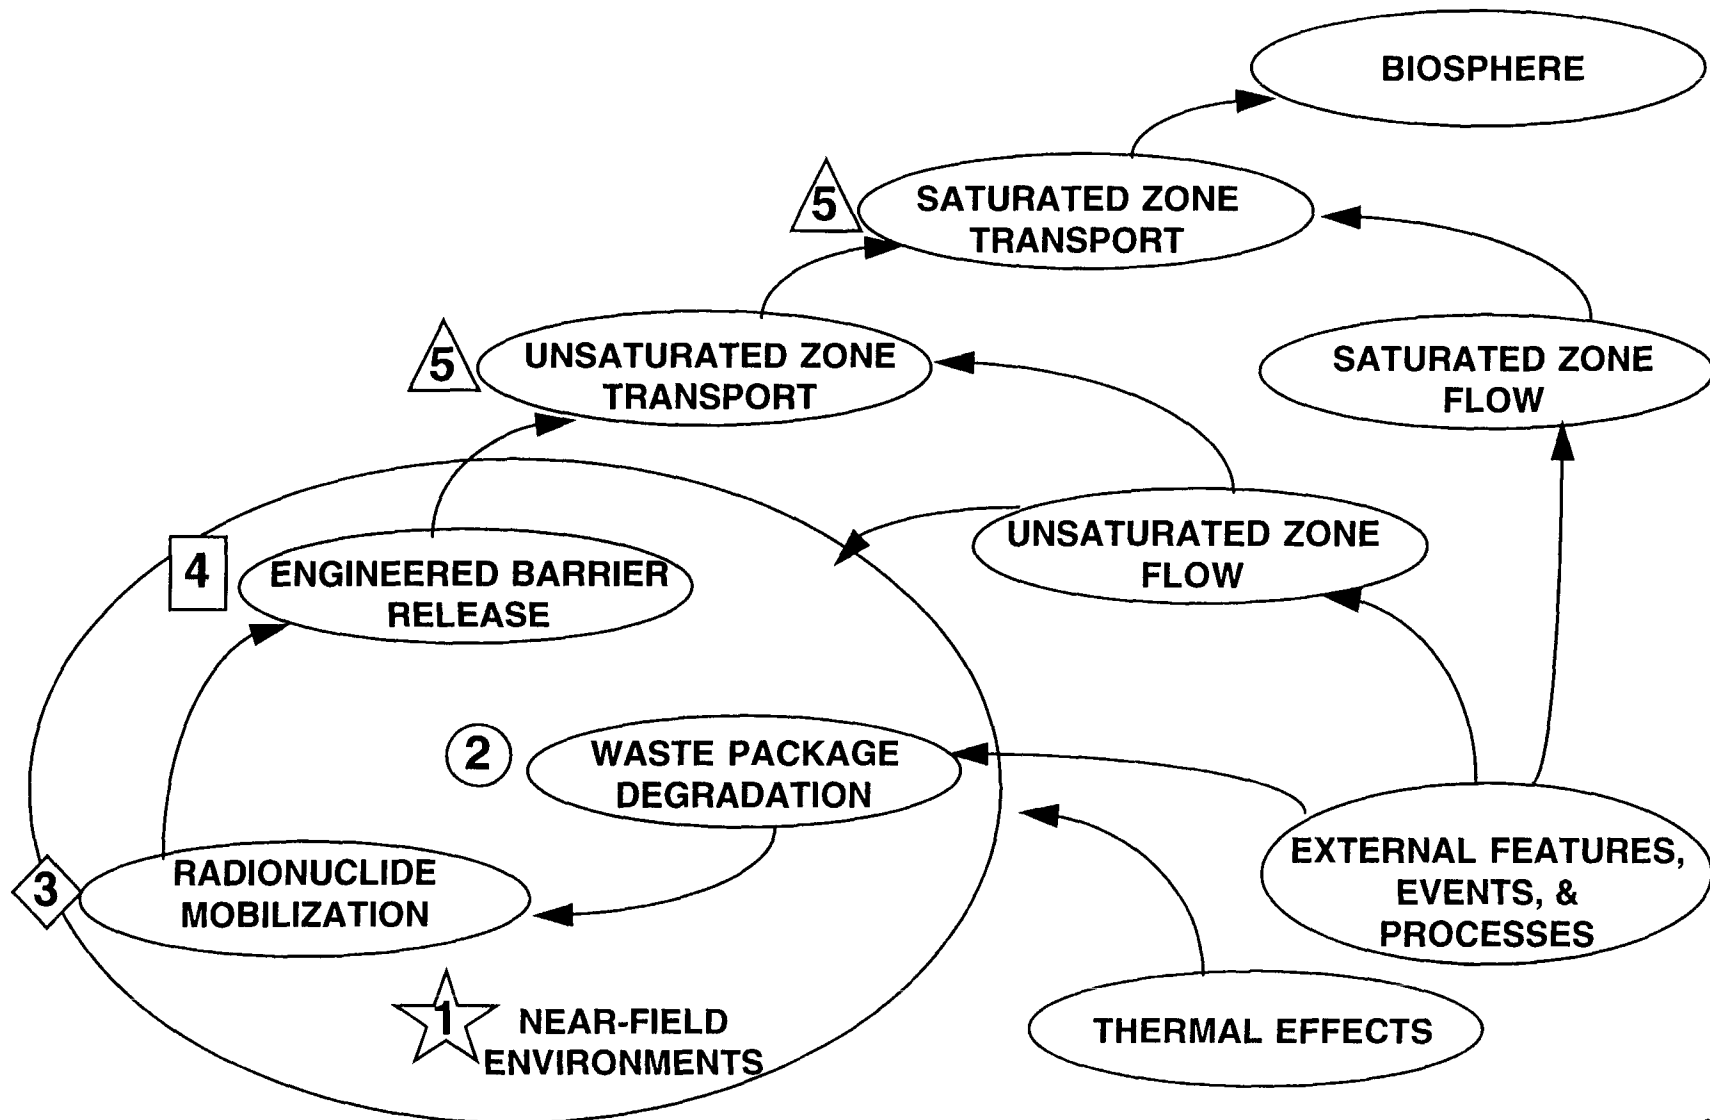 BIOSPHERE
5
SATURATED ZONE
TRANSPORT
5
UNSATURATED ZONE
TRANSPORT
SATURATED ZONE
FLOW
4
ENGINEERED BARRIER
RELEASE
UNSATURATED ZONE
FLOW
2
WASTE PACKAGE
DEGRADATION
3
RADIONUCLIDE
MOBILIZATION
EXTERNAL FEATURES,
EVENTS, &
PROCESSES
1
NEAR-FIELD
ENVIRONMENTS
THERMAL EFFECTS